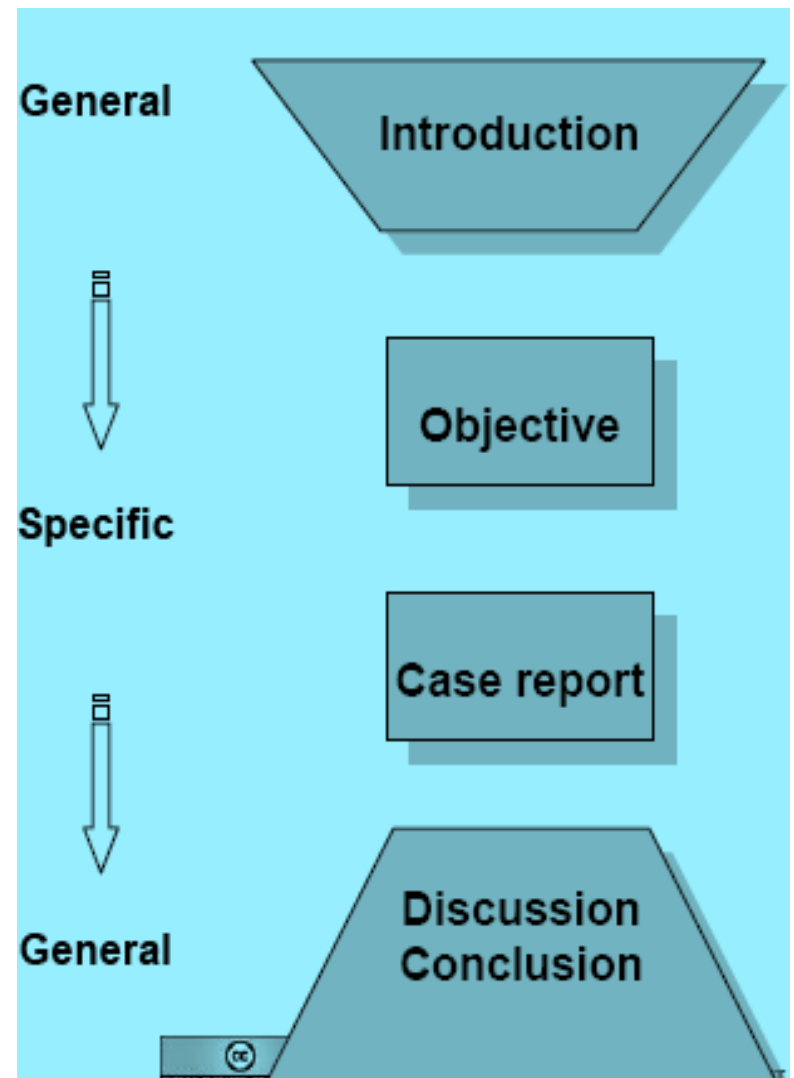 General
Introduction
Objective
Specific
Case report
General
Discussion
Conclusion